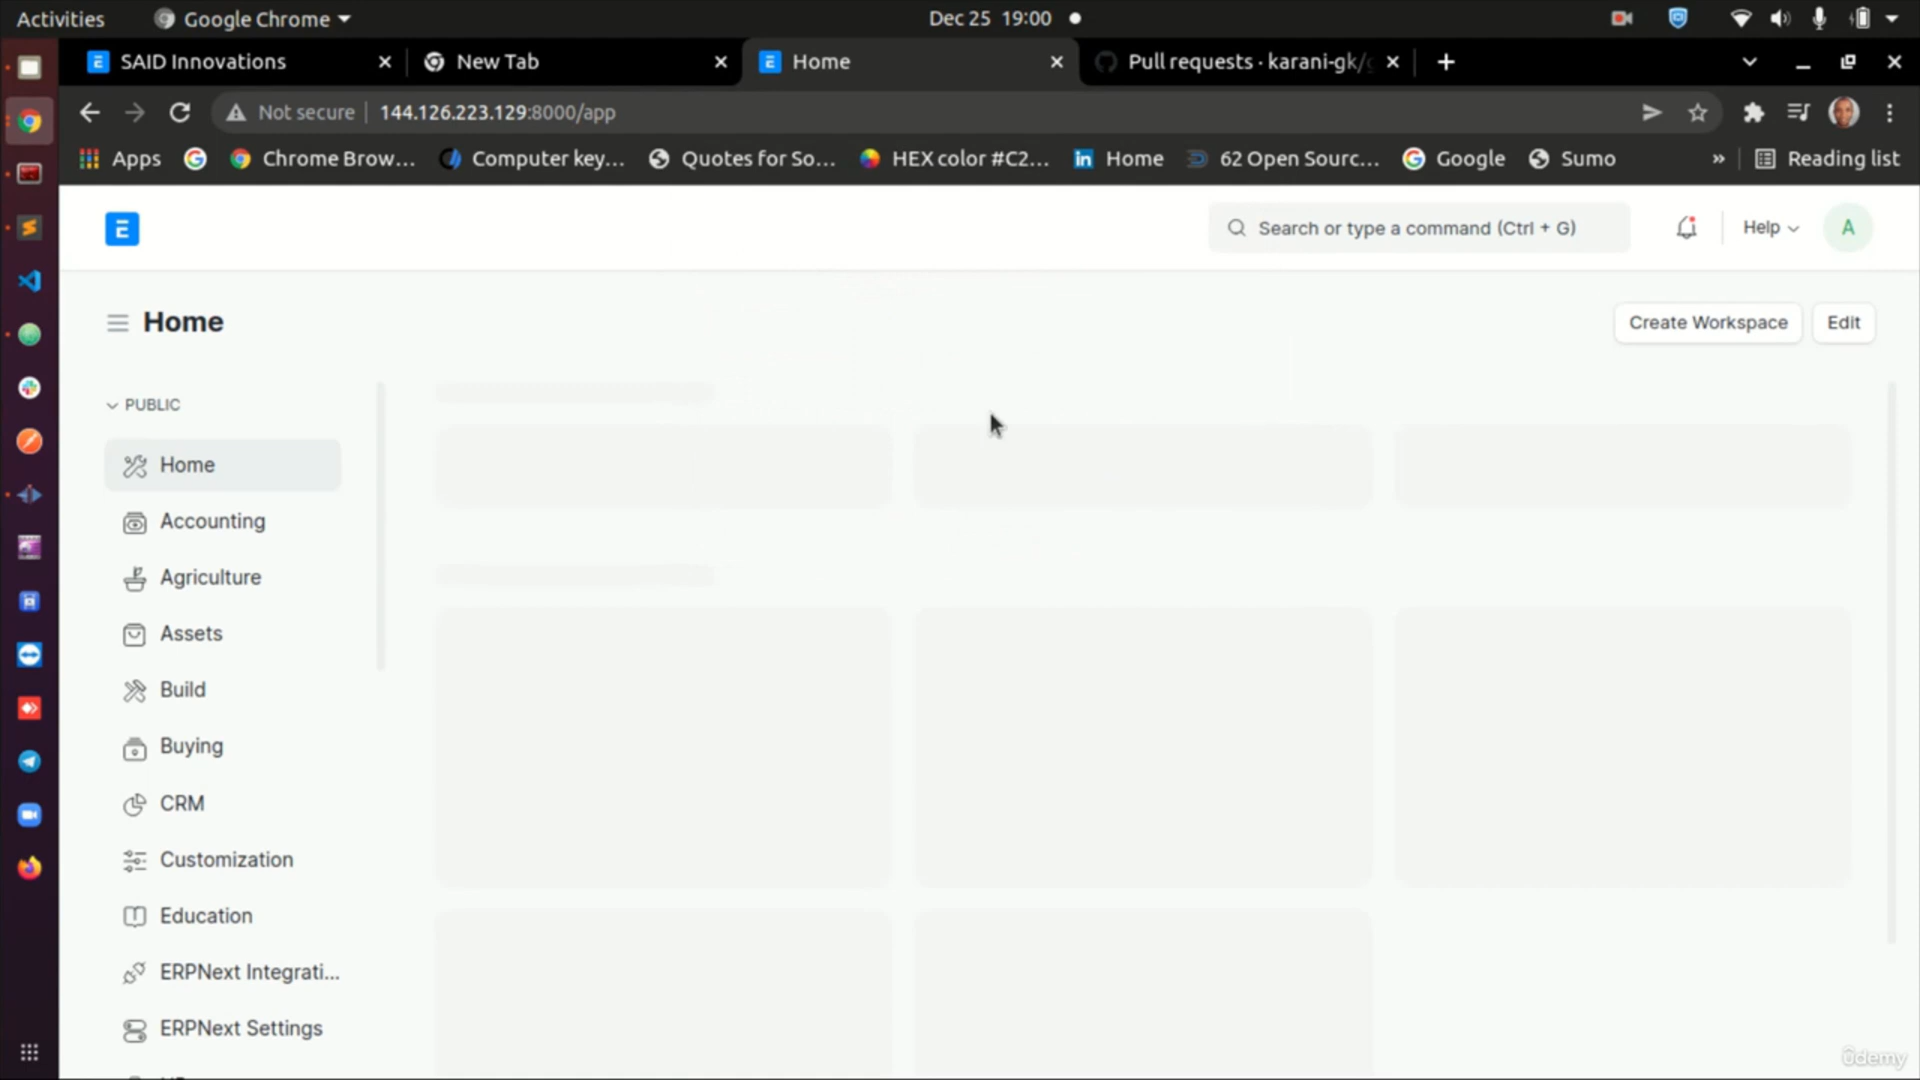 Activities Google Chrome Dec 25 19:00
SAID Innovations New Tab Home Pull requests · karani-gk/
Not secure 144.126.223.129:8000/app
Apps Chrome Brow... Computer key... Quotes for So... HEX color #C2... Home 62 Open Sourc... Google Sumo » Reading list
E Search or type a command (Ctrl + G) Help A
Home Create Workspace Edit
PUBLIC
Home
Accounting
Agriculture
Assets
Build
Buying
CRM
Customization
Education
ERPNext Integrati...
ERPNext Settings
ûdemy